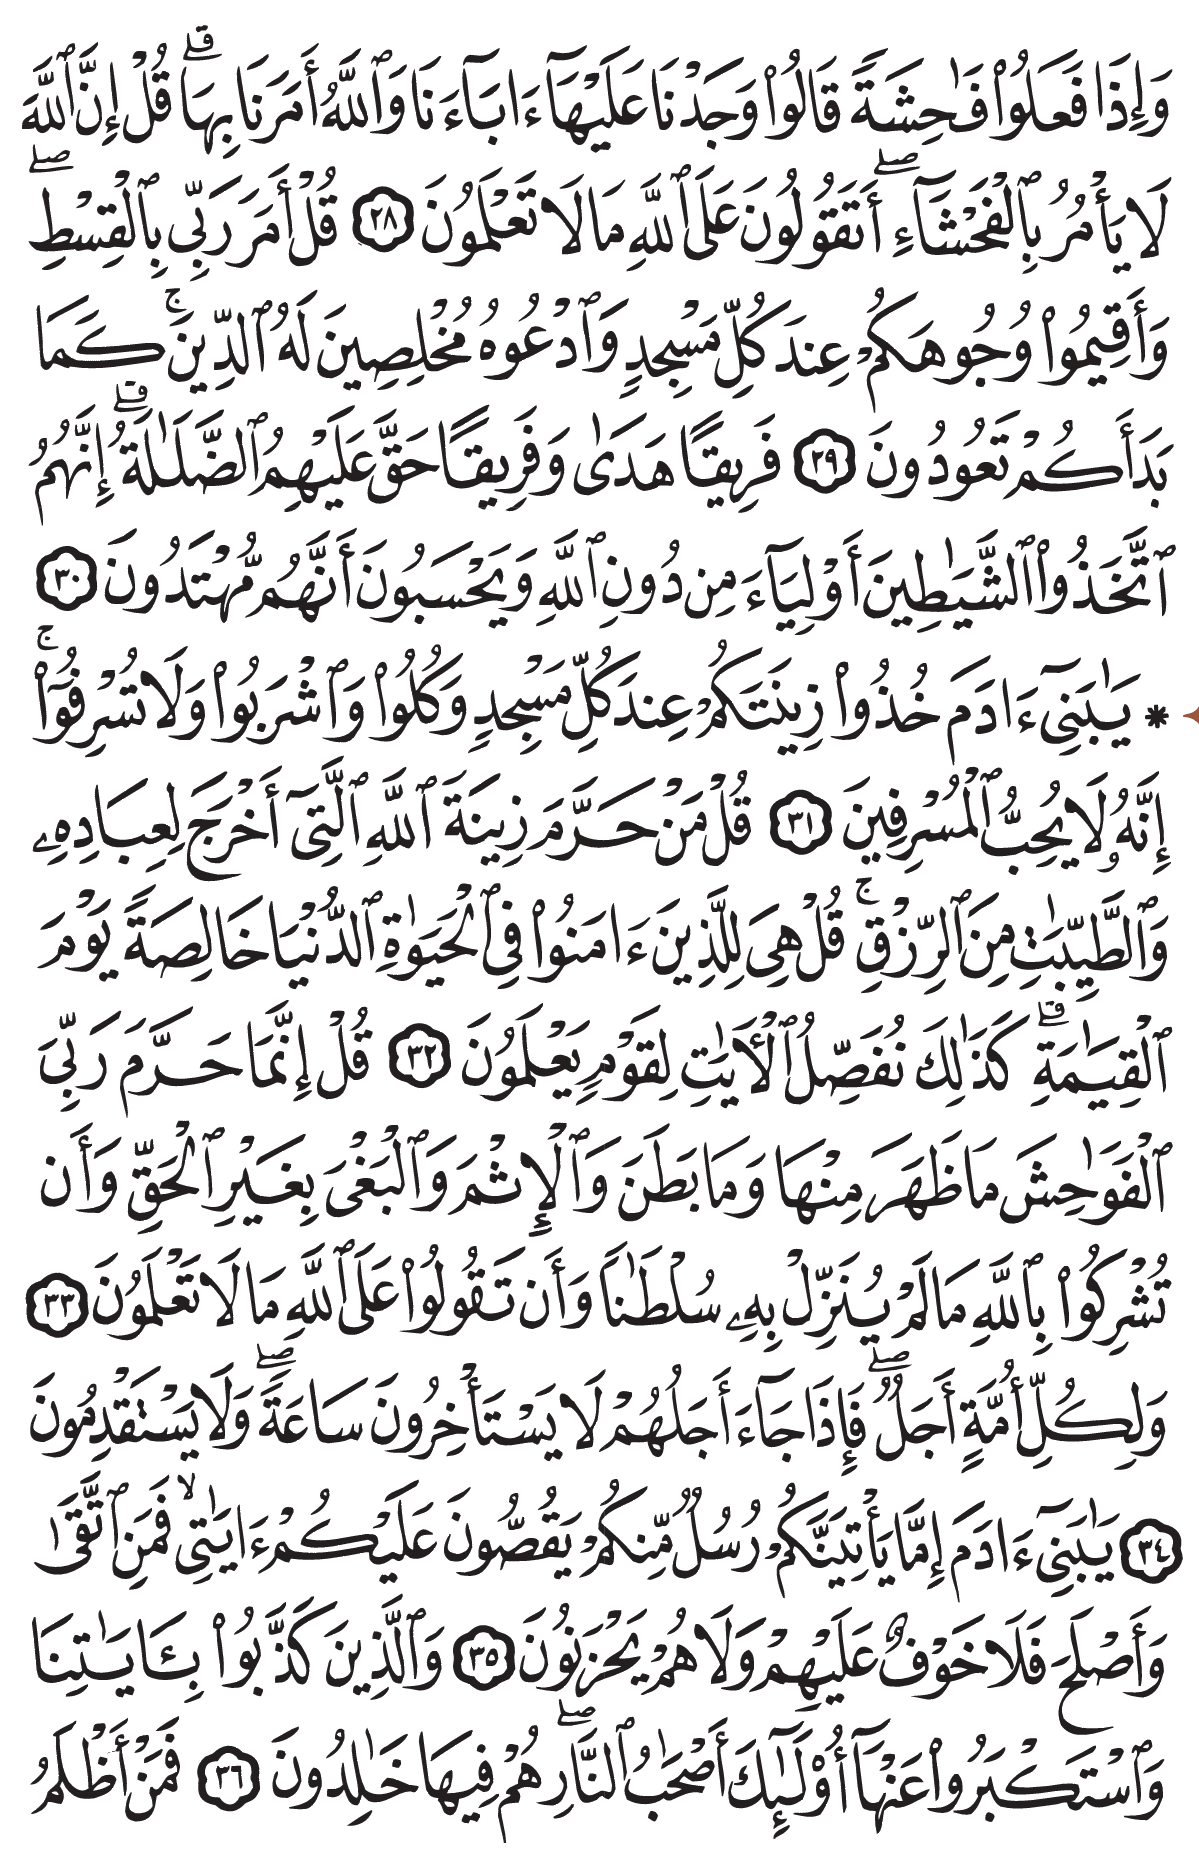 وَإِذَا فَعَلُوا۟ فَـٰحِشَةً قَالُوا۟ وَجَدْنَا عَلَيْهَآ ءَابَآءَنَا وَٱللَّهُ أَمَرَنَا بِهَا ۗ قُلْ إِنَّ ٱللَّهَ
لَا يَأْمُرُ بِٱلْفَحْشَآءِ ۖ أَتَقُولُونَ عَلَى ٱللَّهِ مَا لَا تَعْلَمُونَ ٢٨ قُلْ أَمَرَ رَبِّى بِٱلْقِسْطِ ۖ
وَأَقِيمُوا۟ وُجُوهَكُمْ عِندَ كُلِّ مَسْجِدٍ وَٱدْعُوهُ مُخْلِصِينَ لَهُ ٱلدِّينَ ۚ كَمَا
بَدَأَكُمْ تَعُودُونَ ٢٩ فَرِيقًا هَدَىٰ وَفَرِيقًا حَقَّ عَلَيْهِمُ ٱلضَّلَـٰلَةُ ۗ إِنَّهُمُ
ٱتَّخَذُوا۟ ٱلشَّيَـٰطِينَ أَوْلِيَآءَ مِن دُونِ ٱللَّهِ وَيَحْسَبُونَ أَنَّهُم مُّهْتَدُونَ ٣٠
* يَـٰبَنِىٓ ءَادَمَ خُذُوا۟ زِينَتَكُمْ عِندَ كُلِّ مَسْجِدٍ وَكُلُوا۟ وَٱشْرَبُوا۟ وَلَا تُسْرِفُوٓا۟ ۚ
إِنَّهُۥ لَا يُحِبُّ ٱلْمُسْرِفِينَ ٣١ قُلْ مَنْ حَرَّمَ زِينَةَ ٱللَّهِ ٱلَّتِىٓ أَخْرَجَ لِعِبَادِهِۦ
وَٱلطَّيِّبَـٰتِ مِنَ ٱلرِّزْقِ ۚ قُلْ هِىَ لِلَّذِينَ ءَامَنُوا۟ فِى ٱلْحَيَوٰةِ ٱلدُّنْيَا خَالِصَةً يَوْمَ
ٱلْقِيَـٰمَةِ ۗ كَذَٰلِكَ نُفَصِّلُ ٱلْـَٔايَـٰتِ لِقَوْمٍ يَعْلَمُونَ ٣٢ قُلْ إِنَّمَا حَرَّمَ رَبِّىَ
ٱلْفَوَٰحِشَ مَا ظَهَرَ مِنْهَا وَمَا بَطَنَ وَٱلْإِثْمَ وَٱلْبَغْىَ بِغَيْرِ ٱلْحَقِّ وَأَن
تُشْرِكُوا۟ بِٱللَّهِ مَا لَمْ يُنَزِّلْ بِهِۦ سُلْطَـٰنًا وَأَن تَقُولُوا۟ عَلَى ٱللَّهِ مَا لَا تَعْلَمُونَ ٣٣
وَلِكُلِّ أُمَّةٍ أَجَلٌ ۖ فَإِذَا جَآءَ أَجَلُهُمْ لَا يَسْتَأْخِرُونَ سَاعَةً ۖ وَلَا يَسْتَقْدِمُونَ
٣٤ يَـٰبَنِىٓ ءَادَمَ إِمَّا يَأْتِيَنَّكُمْ رُسُلٌ مِّنكُمْ يَقُصُّونَ عَلَيْكُمْ ءَايَـٰتِى ۙ فَمَنِ ٱتَّقَىٰ
وَأَصْلَحَ فَلَا خَوْفٌ عَلَيْهِمْ وَلَا هُمْ يَحْزَنُونَ ٣٥ وَٱلَّذِينَ كَذَّبُوا۟ بِـَٔايَـٰتِنَا
وَٱسْتَكْبَرُوا۟ عَنْهَآ أُو۟لَـٰٓئِكَ أَصْحَـٰبُ ٱلنَّارِ ۖ هُمْ فِيهَا خَـٰلِدُونَ ٣٦ فَمَنْ أَظْلَمُ